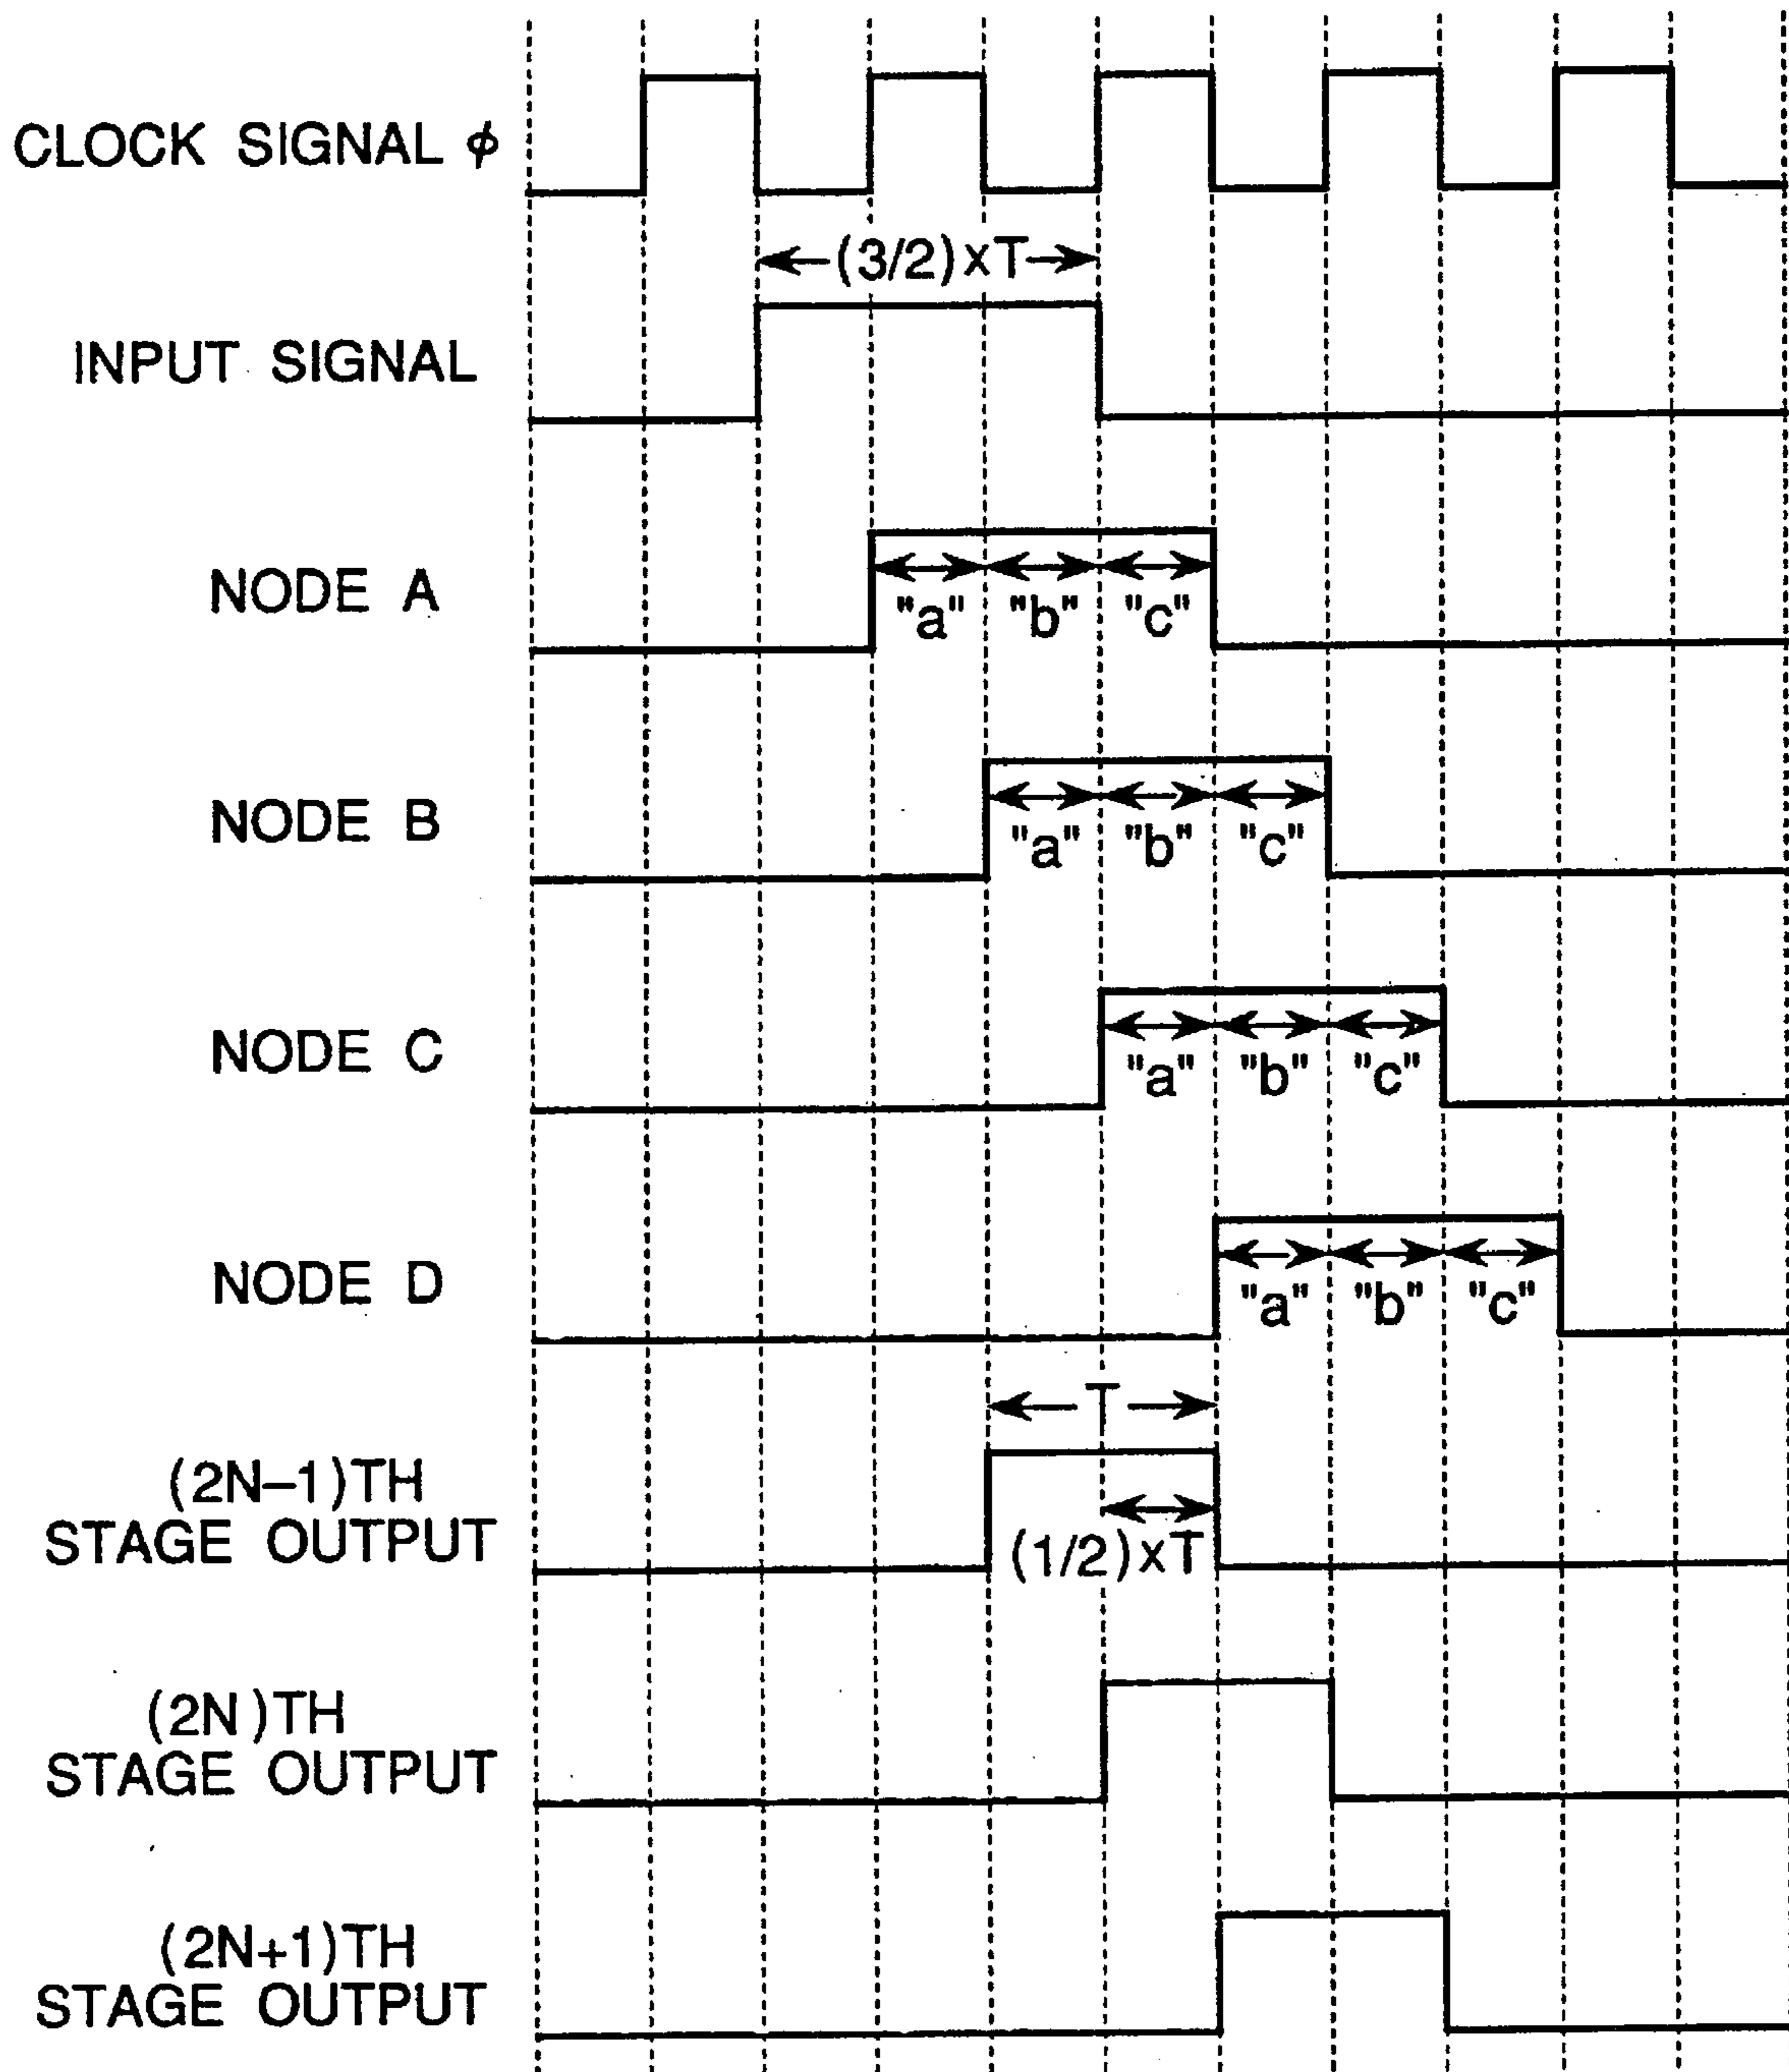 CLOCK SIGNAL ϕ
(3/2)xT
INPUT SIGNAL
NODE A
"a" "b" "c"
NODE B
"a" "b" "c"
NODE C
"a" "b" "c"
NODE D
"a" "b" "c"
T
(2N–1)TH
STAGE OUTPUT
(1/2)xT
(2N)TH
STAGE OUTPUT
(2N+1)TH
STAGE OUTPUT